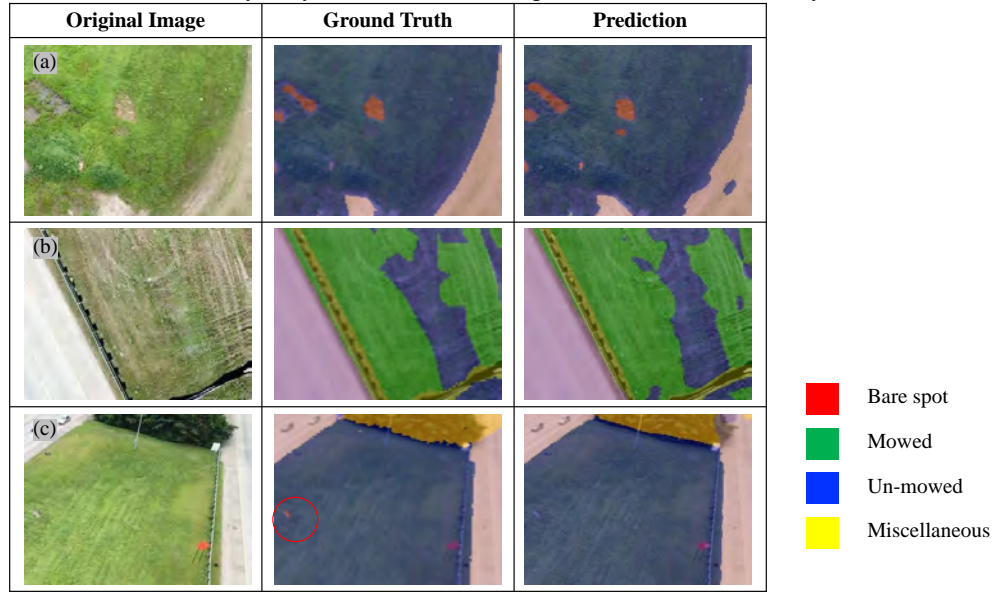 Original Image Ground Truth Prediction
(a)
(b)
(c)
Bare spot
Mowed
Un-mowed
Miscellaneous